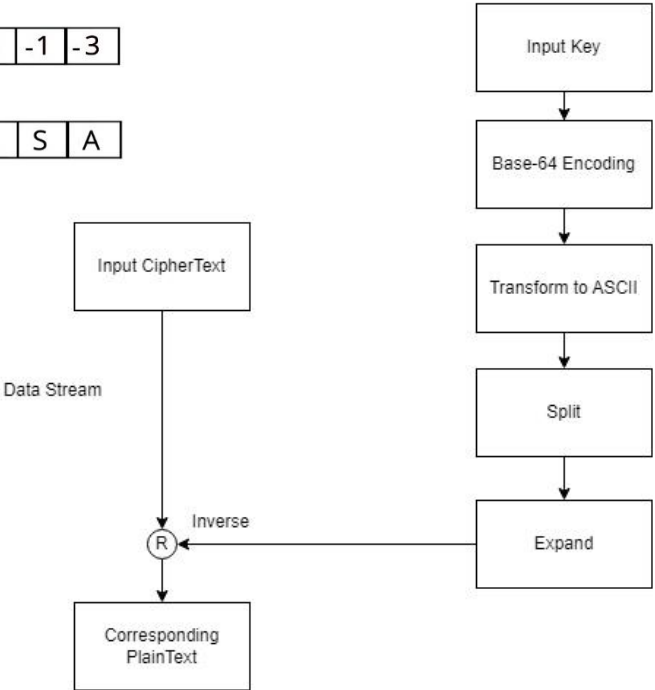 -1 -3
S A
Input Key
Base-64 Encoding
Input CipherText
Transform to ASCII
Data Stream
Split
Inverse
R
Expand
Corresponding
PlainText